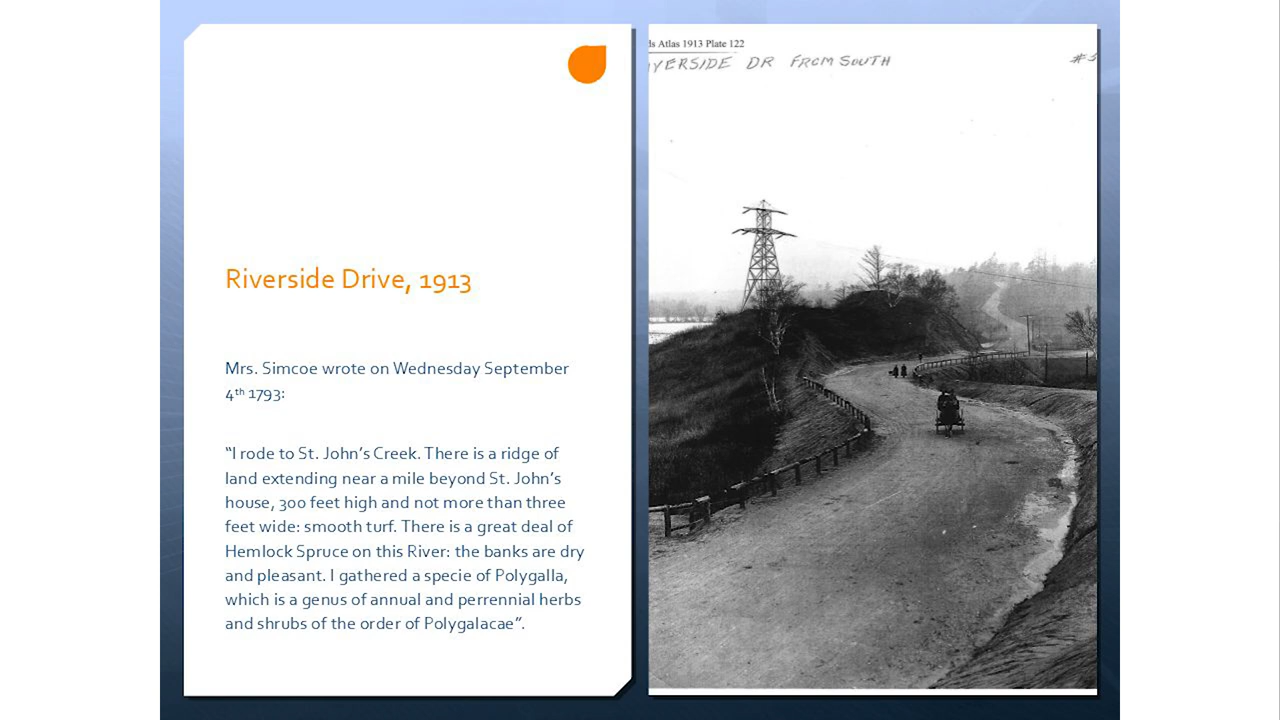 Riverside Drive, 1913
Mrs. Simcoe wrote on Wednesday September
4th 1793:
“I rode to St. John’s Creek. There is a ridge of
land extending near a mile beyond St. John’s
house, 300 feet high and not more than three
feet wide: smooth turf. There is a great deal of
Hemlock Spruce on this River: the banks are dry
and pleasant. I gathered a specie of Polygalla,
which is a genus of annual and perrennial herbs
and shrubs of the order of Polygalacae”.
ds Atlas 1913 Plate 122
VERSIDE DR FROM SOUTH